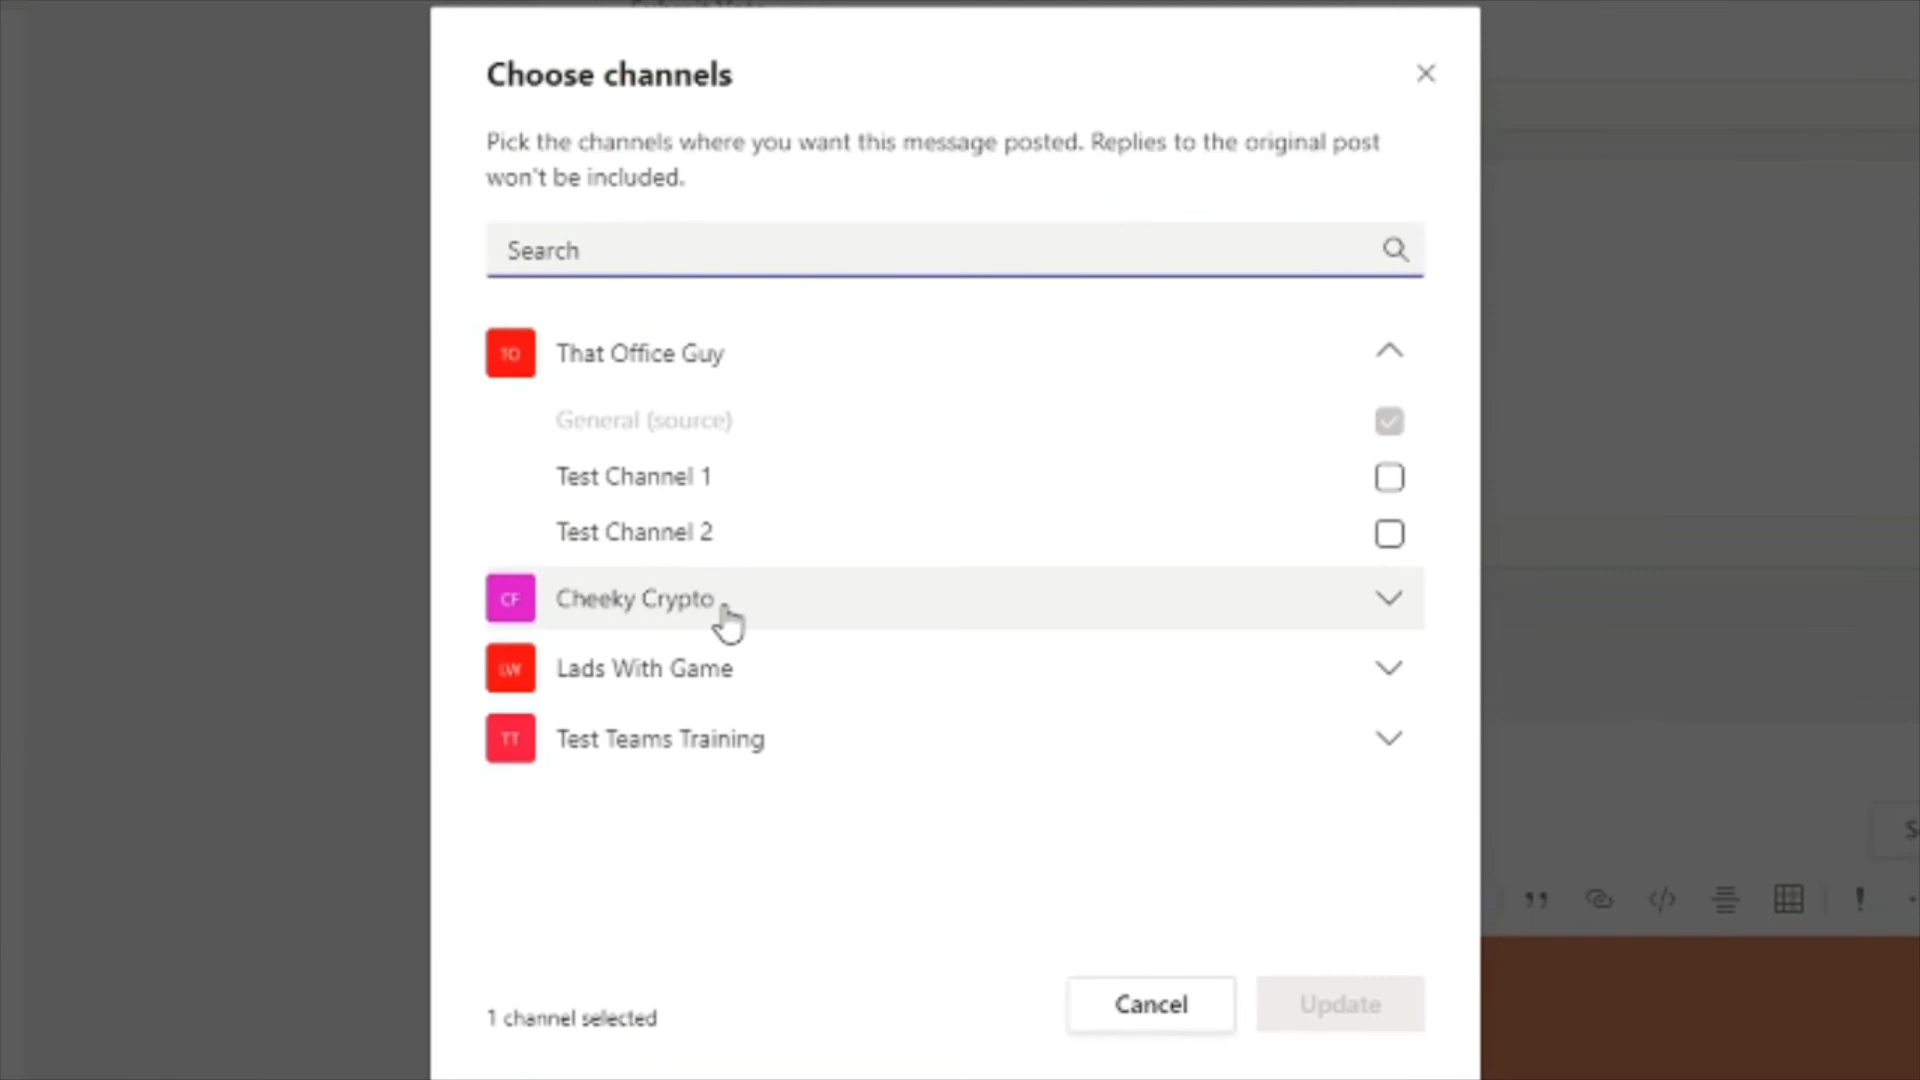 Choose channels
Pick the channels where you want this message posted. Replies to the original post
won't be included.
Search
TO That Office Guy
General (source)
Test Channel 1
Test Channel 2
CF Cheeky Crypto
LW Lads With Game
TT Test Teams Training
1 channel selected
Cancel
Update